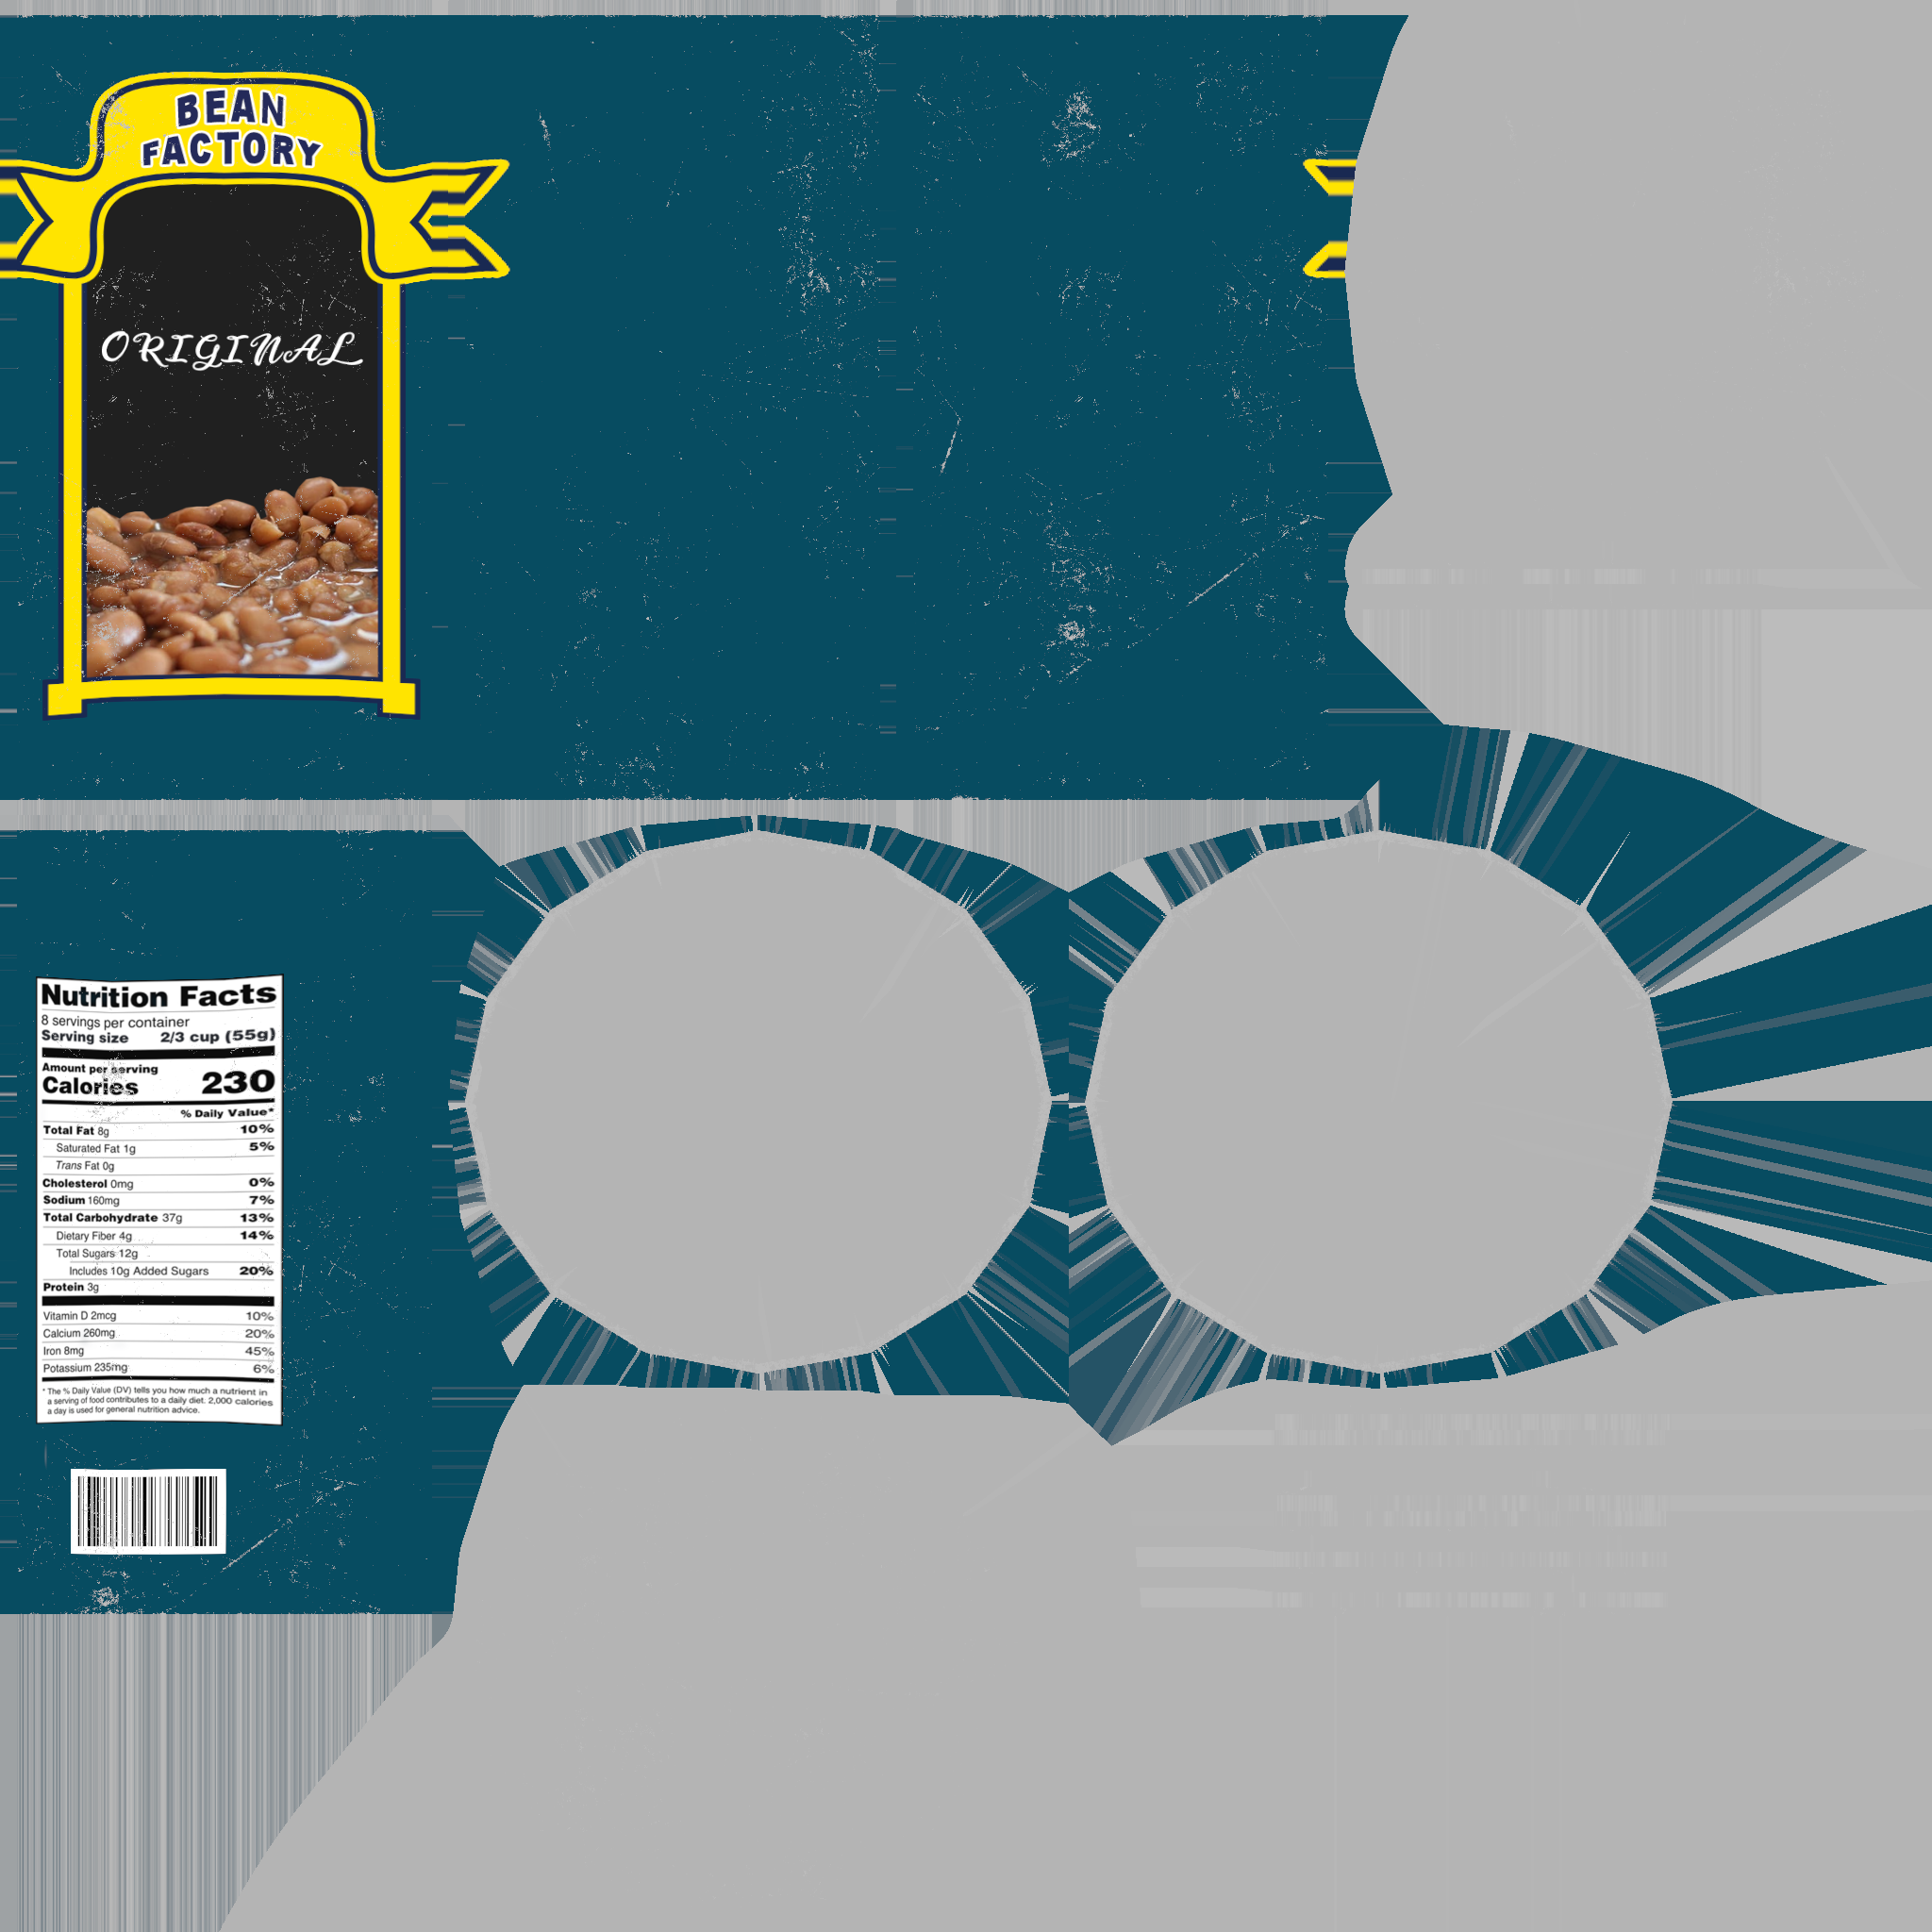 BEAN
FACTORY
ORIGINAL
Nutrition Facts
8 servings per container
Serving size 2/3 cup (55g)
Amount per serving
Calories 230
% Daily Value*
Total Fat 8g 10%
Saturated Fat 1g 5%
Trans Fat 0g
Cholesterol 0mg 0%
Sodium 160mg 7%
Total Carbohydrate 37g 13%
Dietary Fiber 4g 14%
Total Sugars 12g
Includes 10g Added Sugars 20%
Protein 3g
Vitamin D 2mcg 10%
Calcium 260mg 20%
Iron 8mg 45%
Potassium 235mg 6%
* The % Daily Value (DV) tells you how much a nutrient in
a serving of food contributes to a daily diet. 2,000 calories
a day is used for general nutrition advice.